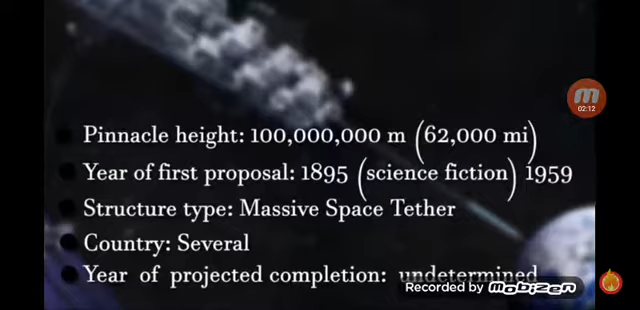 02:12
Pinnacle height: 100,000,000 m (62,000 mi)
Year of first proposal: 1895 (science fiction) 1959
Structure type: Massive Space Tether
Country: Several
Year of projected completion: undetermined
Recorded by mobizen